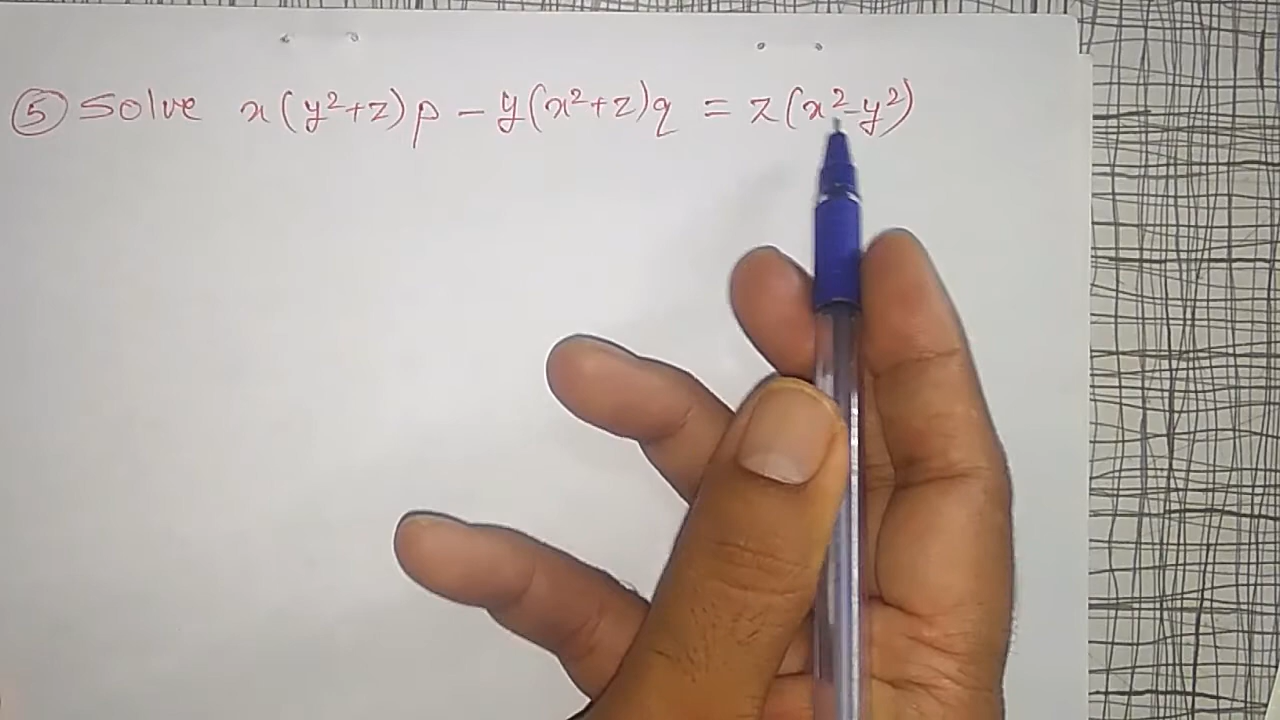 ⑤ Solve x(y²+z)p - y(x²+z)q = z(x²-y²)